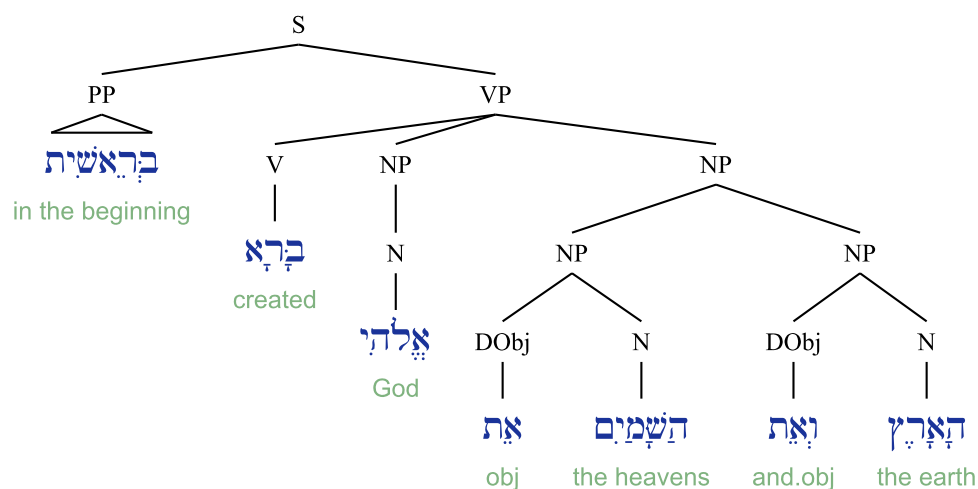 S
PP VP
V NP NP
בְּרֵאשִׁית
in the beginning
בָּרָא N NP NP
created
אֱלֹהִי DObj N DObj N
God
אֵת הַשָּׁמַיִם וְאֵת הָאָרֶץ
obj the heavens and.obj the earth